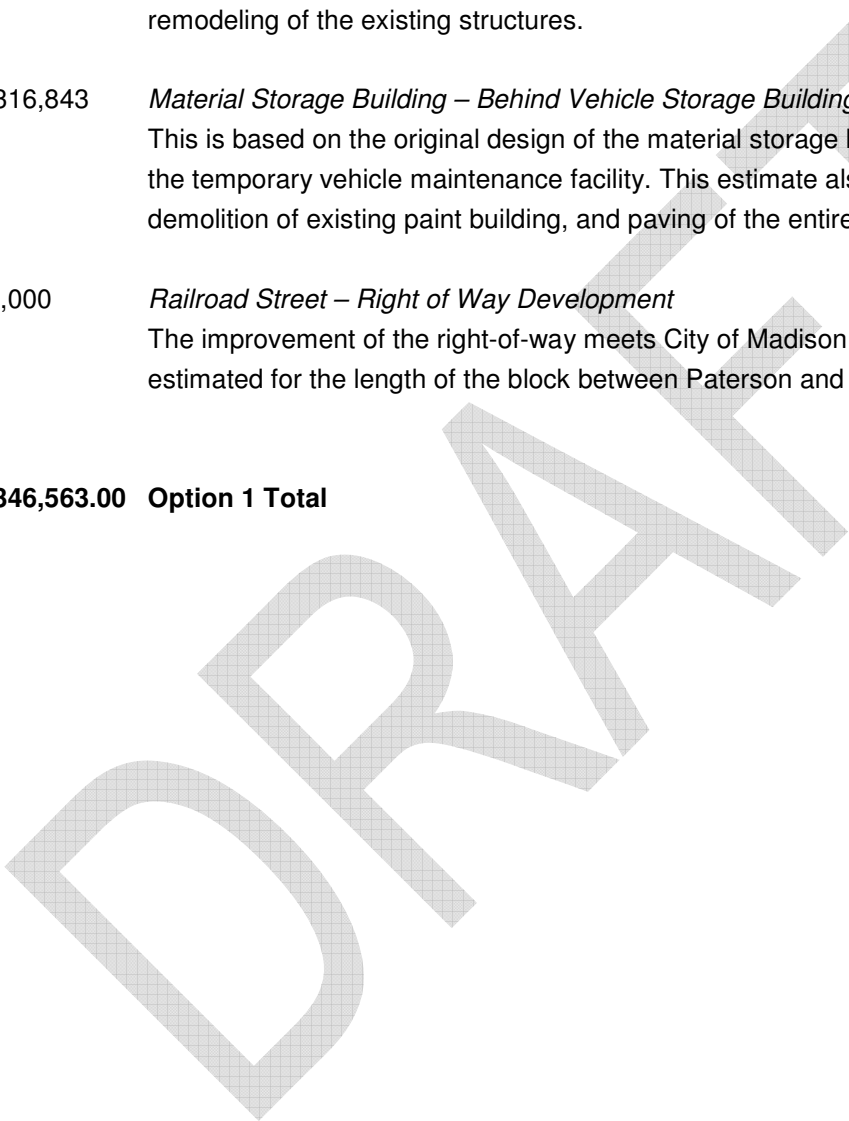 remodeling of the existing structures.
316,843 Material Storage Building – Behind Vehicle Storage Building
This is based on the original design of the material storage
the temporary vehicle maintenance facility. This estimate
demolition of existing paint building, and paving of the entire
,000 Railroad Street – Right of Way Development
The improvement of the right-of-way meets City of Madison
estimated for the length of the block between Paterson and
346,563.00 Option 1 Total
DRAFT